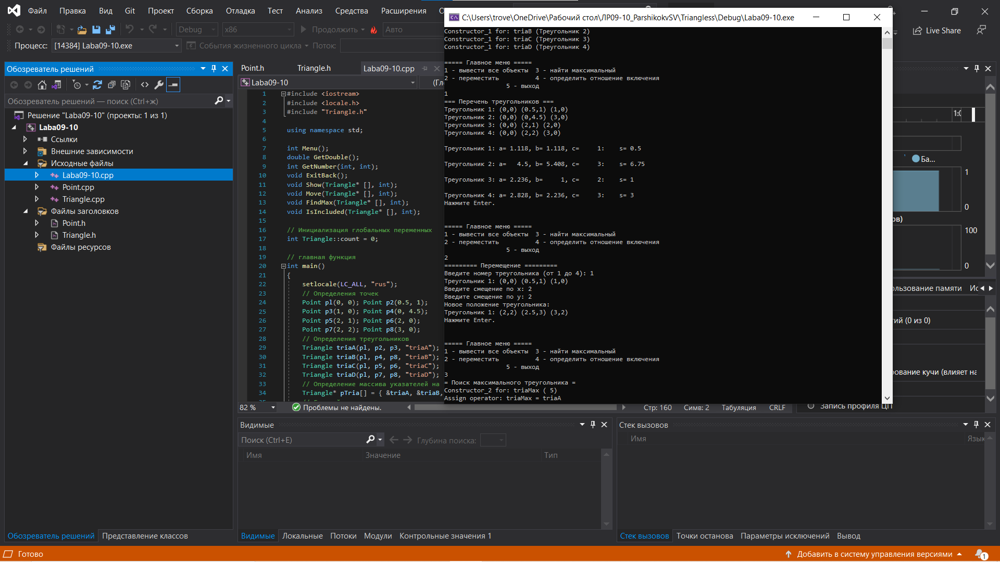 Файл Правка Вид Git Проект Сборка Отладка Тест Анализ Средства Расширения
Debug x86 Продолжить Авто
Live Share
Процесс: [14384] Laba09-10.exe События жизненного цикла Поток:
C:\Users\trove\OneDrive\Рабочий стол\ЛР09-10_ParshikokvSV\Triangless\Debug\Laba09-10.exe
Обозреватель решений
Обозреватель решений — поиск (Ctrl+ж)
Решение "Laba09-10" (проекты: 1 из 1)
Laba09-10
Ссылки
Внешние зависимости
Исходные файлы
Laba09-10.cpp
Point.cpp
Triangle.cpp
Файлы заголовков
Point.h
Triangle.h
Файлы ресурсов
Обозреватель решений Представление классов
Point.h Triangle.h Laba09-10.cpp
Laba09-10
1 #include <iostream>
2 #include <locale.h>
3 #include "Triangle.h"
4
5 using namespace std;
6
7 int Menu();
8 double GetDouble();
9 int GetNumber(int, int);
10 void ExitBack();
11 void Show(Triangle* [], int);
12 void Move(Triangle* [], int);
13 void FindMax(Triangle* [], int);
14 void IsIncluded(Triangle* [], int);
15
16 // Инициализация глобальных переменных
17 int Triangle::count = 0;
18
19 // главная функция
20 int main()
21 {
22 setlocale(LC_ALL, "rus");
23 // Определения точек
24 Point pl(0, 0); Point p2(0.5, 1);
25 Point p3(1, 0); Point p4(0, 4.5);
26 Point p5(2, 1); Point p6(2, 0);
27 Point p7(2, 2); Point p8(3, 0);
28 // Определения треугольников
29 Triangle triaA(pl, p2, p3, "triaA");
30 Triangle triaB(pl, p4, p8, "triaB");
31 Triangle triaC(pl, p5, p6, "triaC");
32 Triangle triaD(pl, p7, p8, "triaD");
33 // Определение массива указателей на
34 Triangle* pTria[] = { &triaA, &triaB,
82 % Проблемы не найдены. Стр: 160 Симв: 2 Табуляция CRLF
Constructor_1 for: triaB (Треугольник 2)
Constructor_1 for: triaC (Треугольник 3)
Constructor_1 for: triaD (Треугольник 4)
===== Главное меню =====
1 - вывести все объекты 3 - найти максимальный
2 - переместить 4 - определить отношение включения
5 - выход
1
=== Перечень треугольников ===
Треугольник 1: (0,0) (0.5,1) (1,0)
Треугольник 2: (0,0) (0,4.5) (3,0)
Треугольник 3: (0,0) (2,1) (2,0)
Треугольник 4: (0,0) (2,2) (3,0)
Треугольник 1: a= 1.118, b= 1.118, c= 1: s= 0.5
Треугольник 2: a= 4.5, b= 5.408, c= 3: s= 6.75
Треугольник 3: a= 2.236, b= 1, c= 2: s= 1
Треугольник 4: a= 2.828, b= 2.236, c= 3: s= 3
Нажмите Enter.
===== Главное меню =====
1 - вывести все объекты 3 - найти максимальный
2 - переместить 4 - определить отношение включения
5 - выход
2
========= Перемещение =========
Введите номер треугольника (от 1 до 4): 1
Треугольник 1: (0,0) (0.5,1) (1,0)
Введите смещение по x: 2
Введите смещение по y: 2
Новое положение треугольника:
Треугольник 1: (2,2) (2.5,3) (3,2)
Нажмите Enter.
===== Главное меню =====
1 - вывести все объекты 3 - найти максимальный
2 - переместить 4 - определить отношение включения
5 - выход
3
= Поиск максимального треугольника =
Constructor_2 for: triaMax ( 5)
Assign operator: triaMax = triaA
Ба...
1
0
100
0
Запись профиля ЦП
Видимые
Поиск (Ctrl+E) Глубина поиска:
Имя Значение Тип
Видимые Локальные Потоки Модули Контрольные значения 1
Стек вызовов
Имя Язык
Стек вызовов Точки останова Параметры исключений Вывод
Готово Добавить в систему управления версиями 1